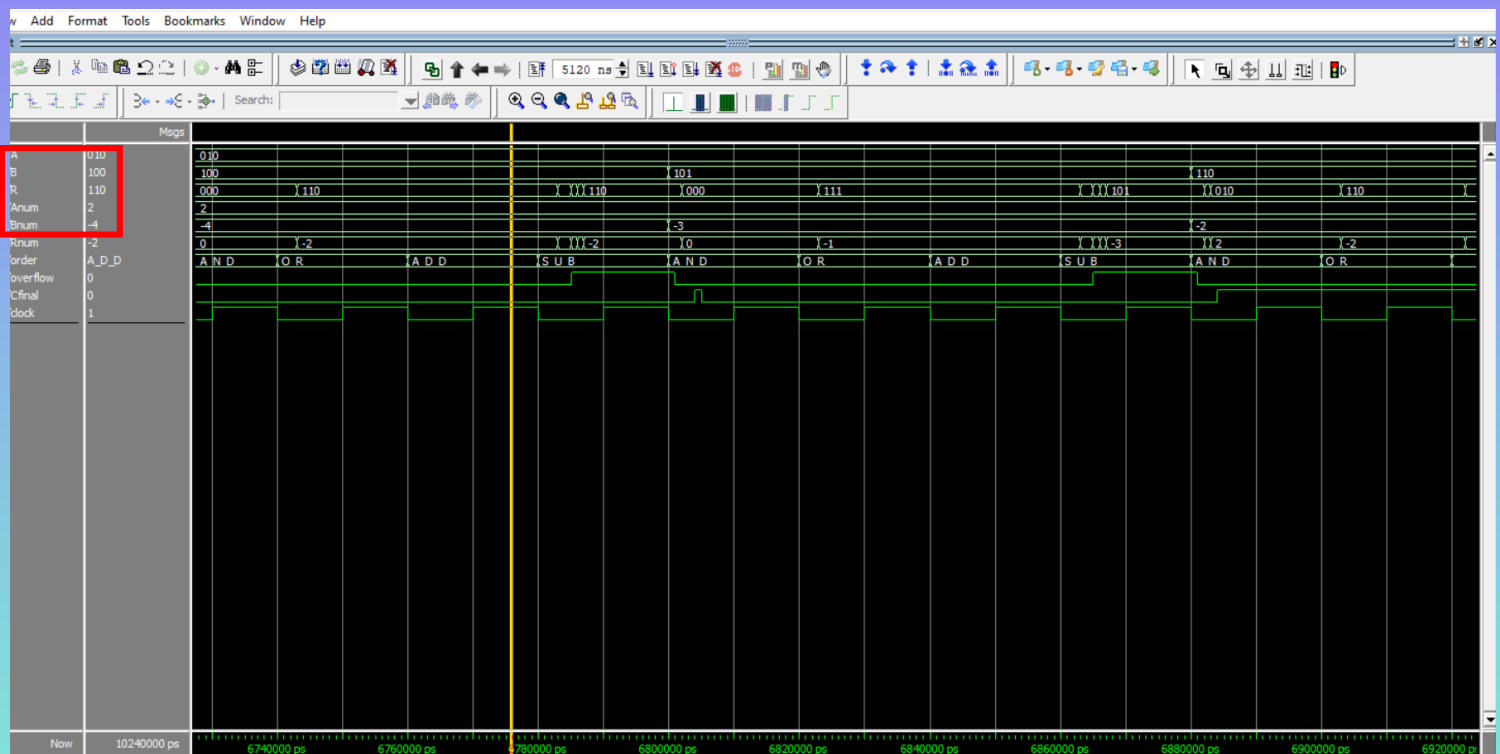 w Add Format Tools Bookmarks Window Help
t
5120 ns
Search:
Msgs
A 010 010
B 100 100 101 110
R 110 000 110 110 000 111 101 010 110
Anum 2 2
Bnum -4 -4 -3 -2
Rnum -2 0 -2 -2 0 -1 -3 2 -2
order A_D_D A N D O R A D D S U B A N D O R A D D S U B A N D O R
overflow 0
Cfinal 0
clock 1
Now 10240000 ps 6740000 ps 6760000 ps 6780000 ps 6800000 ps 6820000 ps 6840000 ps 6860000 ps 6880000 ps 6900000 ps 6920000 p